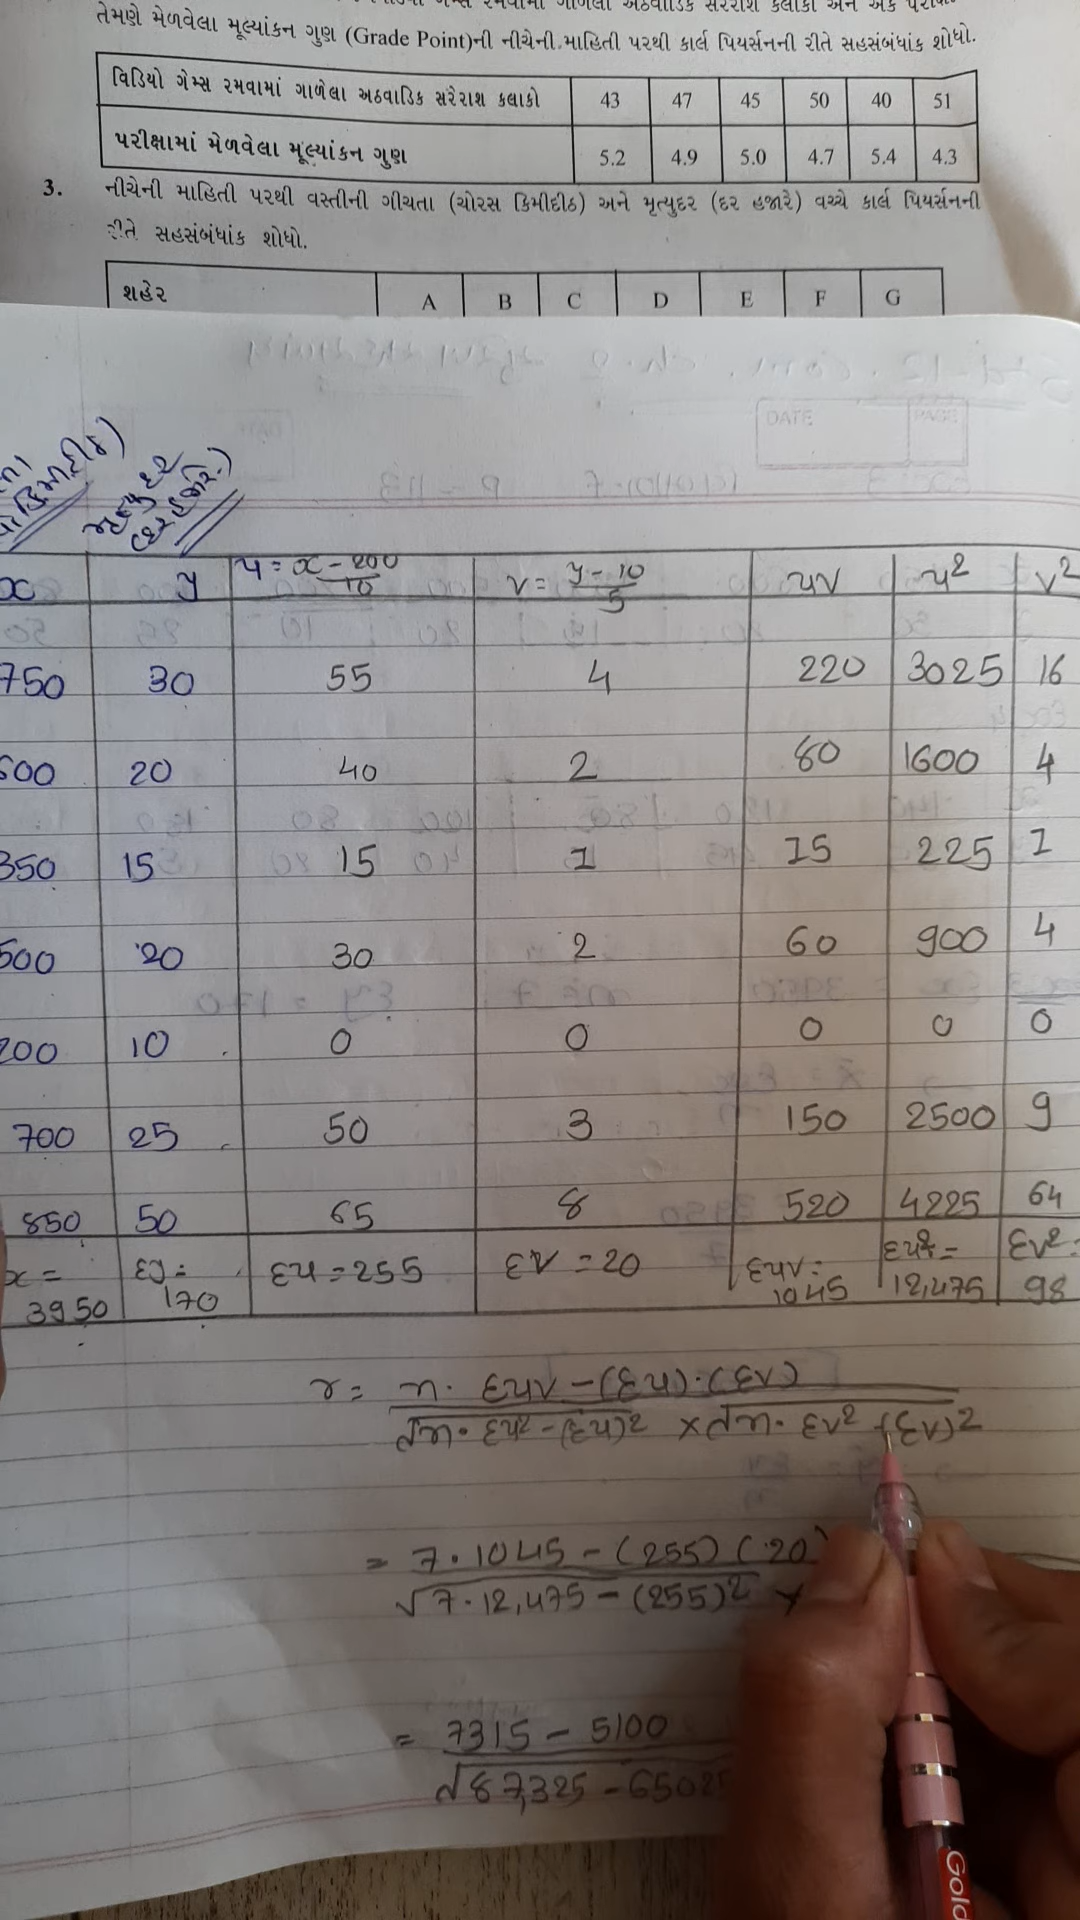 તેમણે મેળવેલા મૂલ્યાંકન ગુણ (Grade Point)ની નીચેની માહિતી પરથી કાર્લ પિયર્સનની રીતે સહસંબંધાંક શોધો.
વિડિયો ગેમ્સ રમવામાં ગાળેલા અઠવાડિક સરેરાશ કલાકો 43 47 45 50 40 51
પરીક્ષામાં મેળવેલા મૂલ્યાંકન ગુણ 5.2 4.9 5.0 4.7 5.4 4.3
3. નીચેની માહિતી પરથી વસ્તીની ગીચતા (ચોરસ કિમીદીઠ) અને મૃત્યુદર (દર હજારે) વચ્ચે કાર્લ પિયર્સનની
રીતે સહસંબંધાંક શોધો.
શહેર A B C D E F G
DATE PAGE
મૃત્યુદર
x y u = x - 200 / 10 v = y - 10 / 5 uv u² v²
750 30 55 4 220 3025 16
600 20 40 2 80 1600 4
350 15 15 1 15 225 1
500 20 30 2 60 900 4
200 10 0 0 0 0 0
700 25 50 3 150 2500 9
850 50 65 8 520 4225 64
x = 3950 Σy = 170 Σu = 255 Σv = 20 Σuv = 1045 Σu² = 12,475 Σv² = 98
r = n · Σuv - (Σu) · (Σv)
√n · Σu² - (Σu)² × √n · Σv² - (Σv)²
= 7 · 1045 - (255) (20)
√7 · 12,475 - (255)² ×
= 7315 - 5100
√87,325 - 65025
Gold